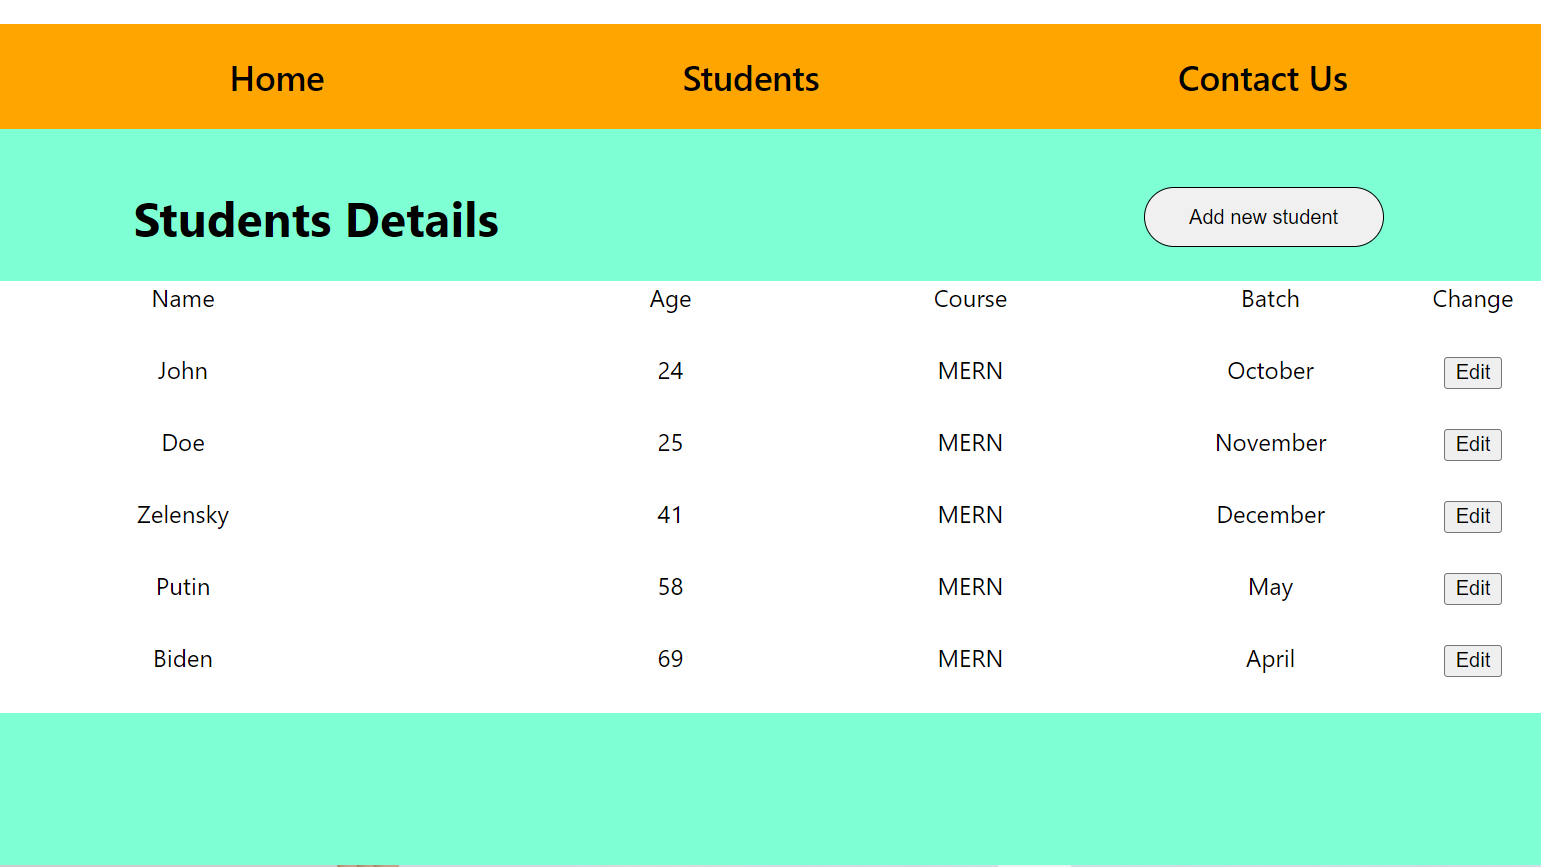 Home Students Contact Us
Students Details Add new student
Name Age Course Batch Change
John 24 MERN October Edit
Doe 25 MERN November Edit
Zelensky 41 MERN December Edit
Putin 58 MERN May Edit
Biden 69 MERN April Edit